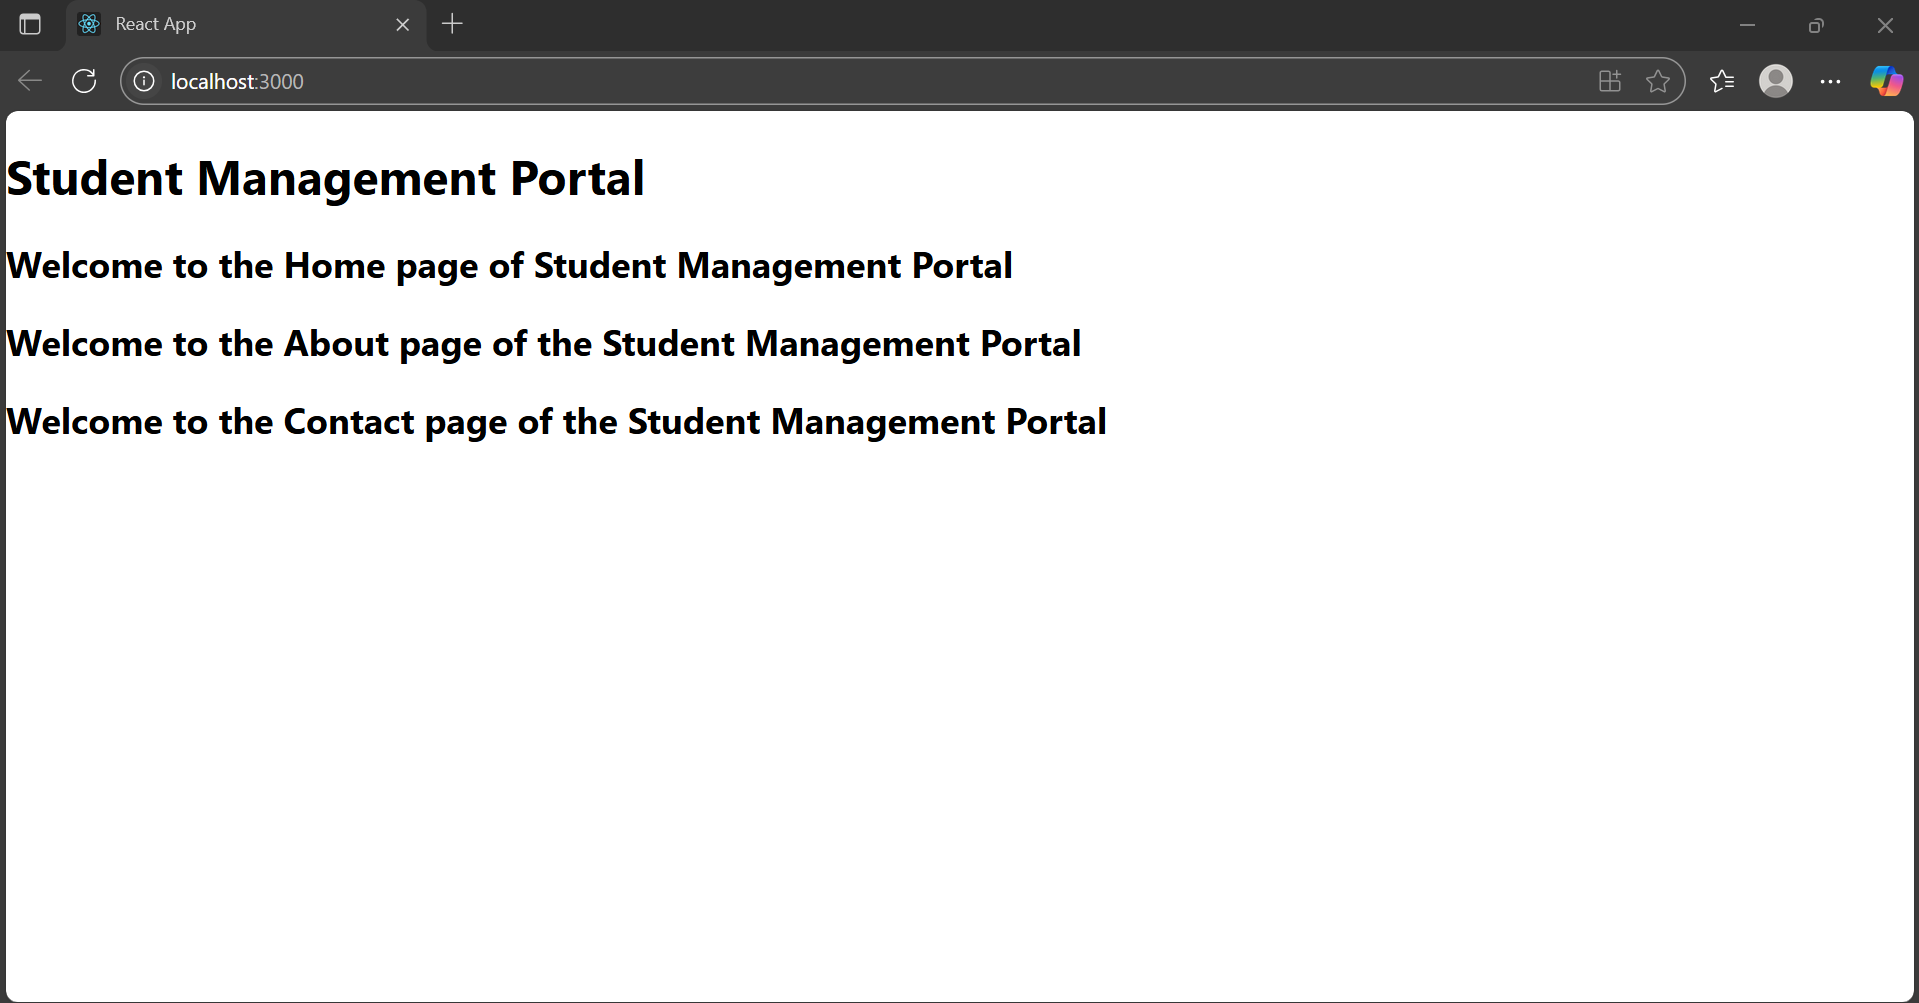 React App
localhost:3000
Student Management Portal
Welcome to the Home page of Student Management Portal
Welcome to the About page of the Student Management Portal
Welcome to the Contact page of the Student Management Portal